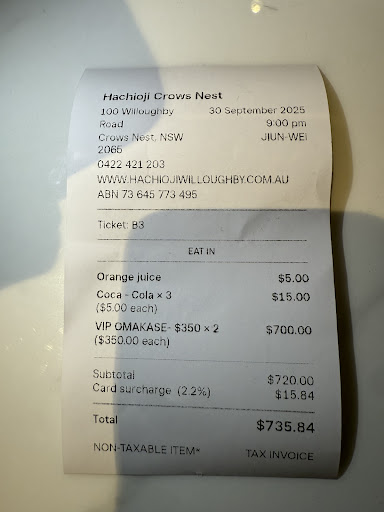 Hachioji Crows Nest
100 Willoughby 30 September 2025
Road 9:00 pm
Crows Nest, NSW JIUN-WEI
2065
0422 421 203
WWW.HACHIOJIWILLOUGHBY.COM.AU
ABN 73 645 773 495
Ticket: B3
EAT IN
Orange juice $5.00
Coca - Cola × 3 $15.00
($5.00 each)
VIP OMAKASE- $350 × 2 $700.00
($350.00 each)
Subtotal $720.00
Card surcharge (2.2%) $15.84
Total $735.84
NON-TAXABLE ITEM* TAX INVOICE